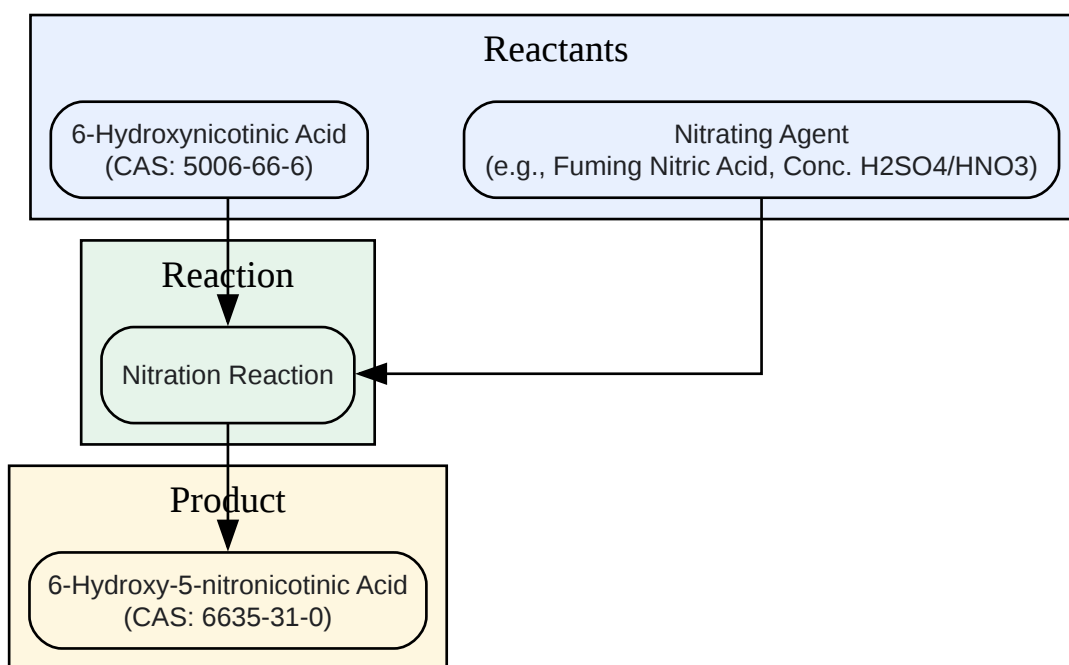 Reactants
6-Hydroxynicotinic Acid
(CAS: 5006-66-6)
Nitrating Agent
(e.g., Fuming Nitric Acid, Conc. H2SO4/HNO3)
Reaction
Nitration Reaction
Product
6-Hydroxy-5-nitronicotinic Acid
(CAS: 6635-31-0)